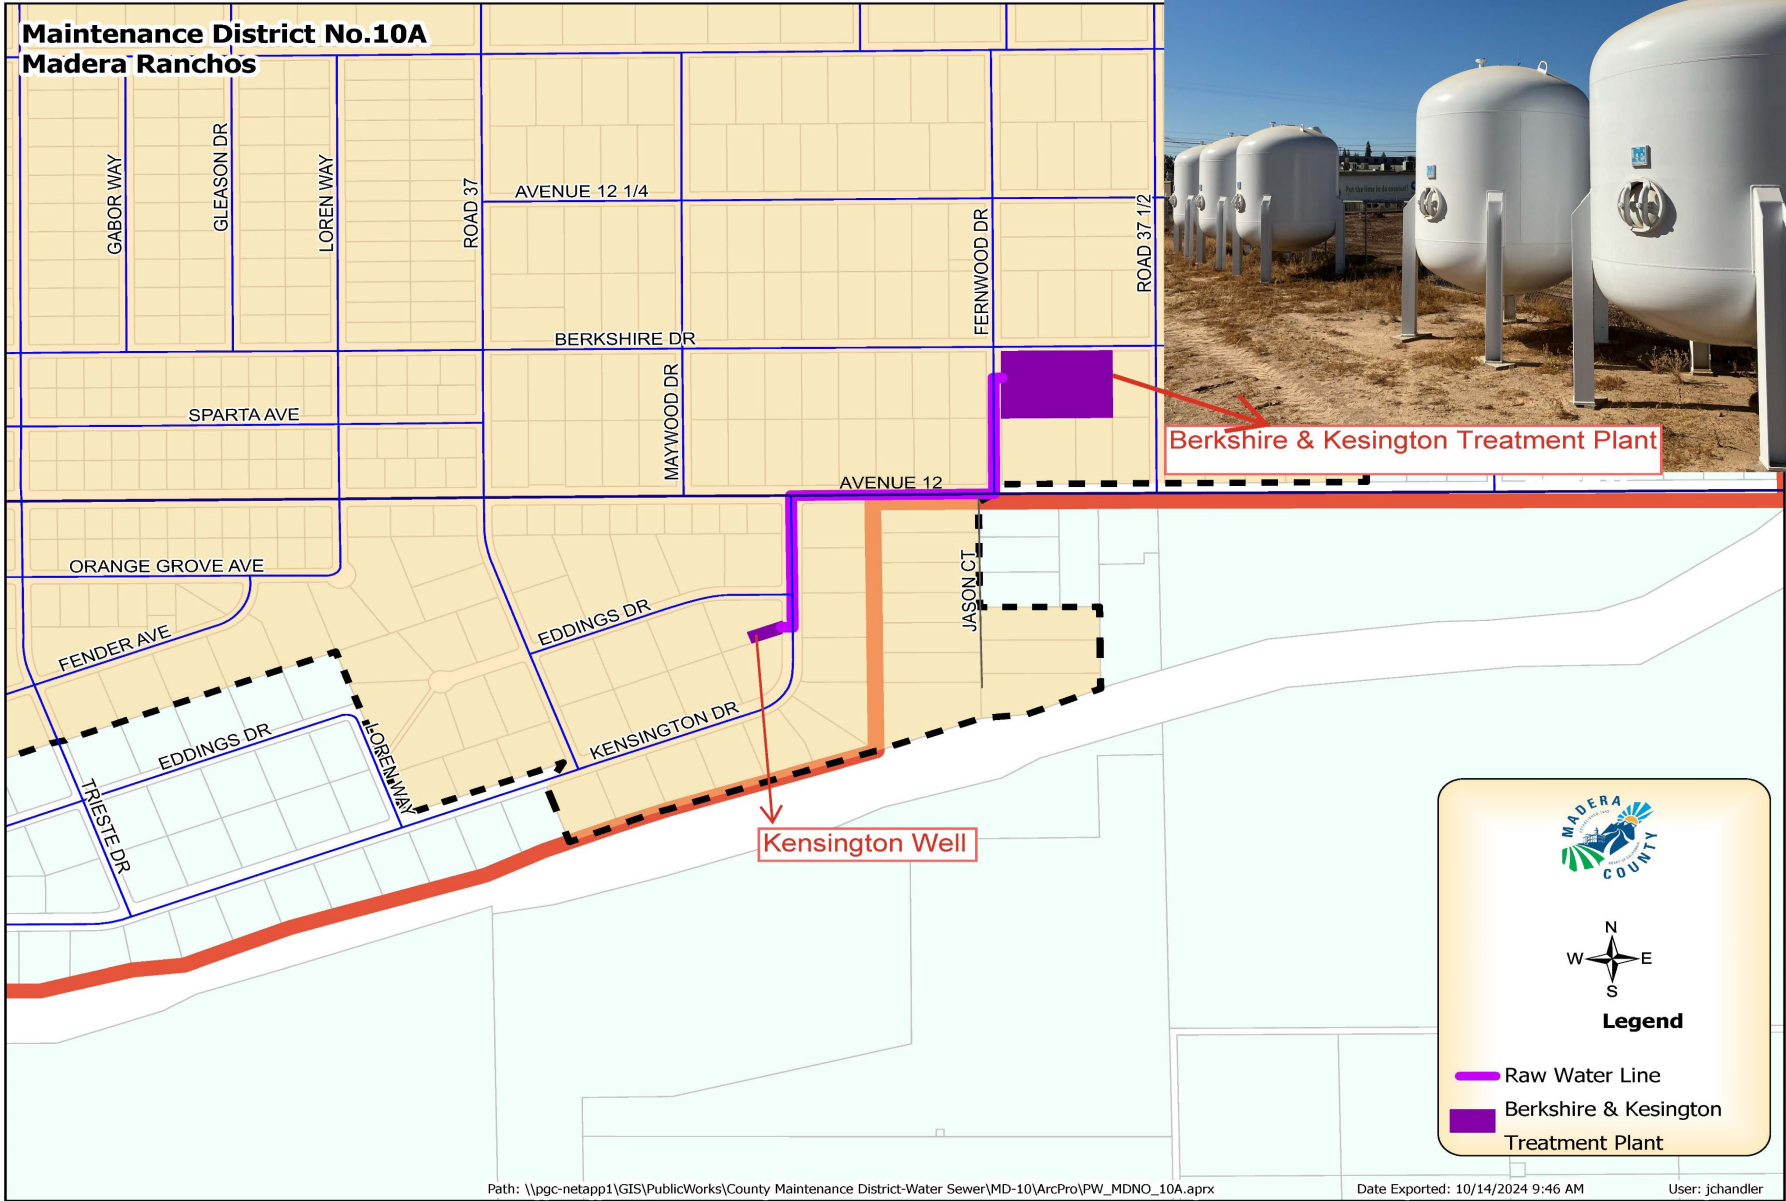 Maintenance District No.10A
Madera Ranchos
GABOR WAY
GLEASON DR
LOREN WAY
ROAD 37
AVENUE 12 1/4
FERNWOOD DR
ROAD 37 1/2
BERKSHIRE DR
MAYWOOD DR
SPARTA AVE
Berkshire & Kesington Treatment Plant
AVENUE 12
ORANGE GROVE AVE
JASON CT
EDDINGS DR
FENDER AVE
KENSINGTON DR
EDDINGS DR
LOREN WAY
TRIESTE DR
Kensington Well
MADERA
COUNTY
N
W E
S
Legend
Raw Water Line
Berkshire & Kesington
Treatment Plant
Path: \\pgc-netapp1\GIS\PublicWorks\County Maintenance District-Water Sewer\MD-10\ArcPro\PW_MDNO_10A.aprx
Date Exported: 10/14/2024 9:46 AM
User: jchandler